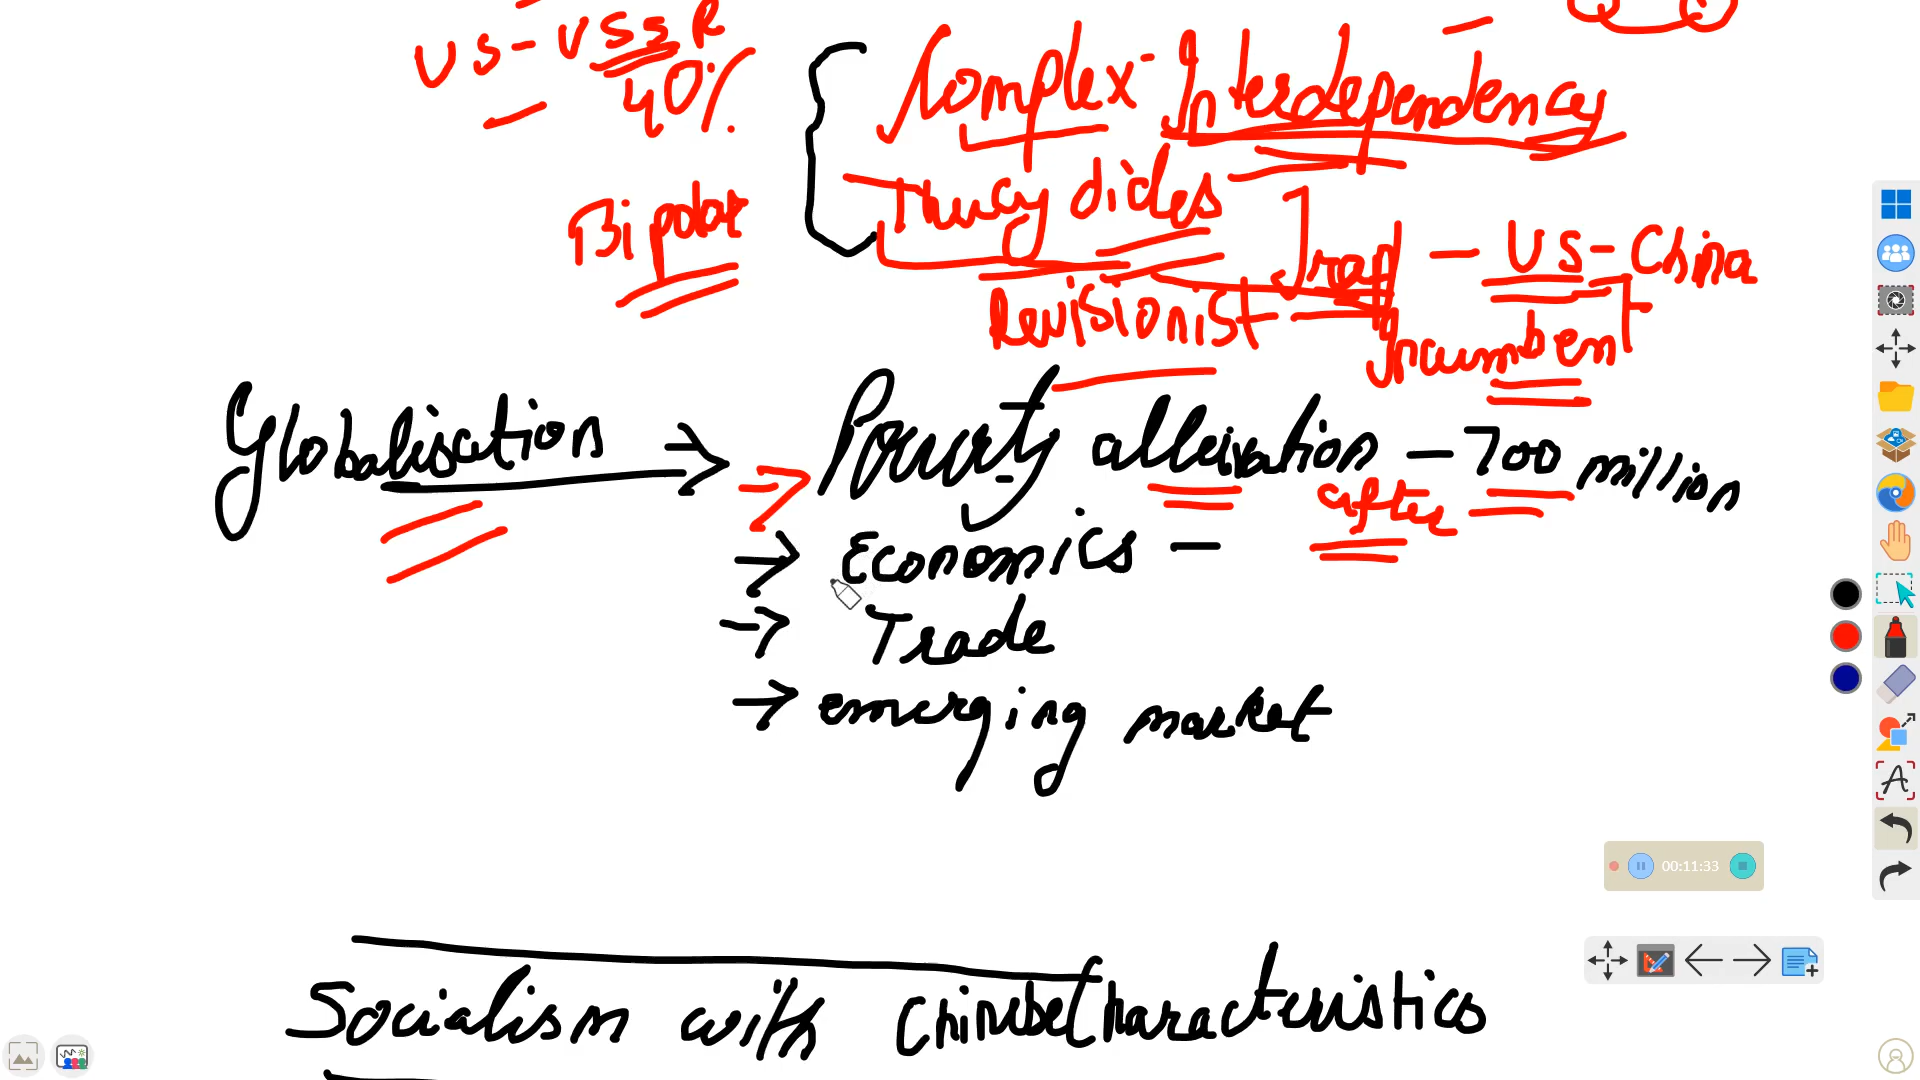 US - USSR
40%
Bipolar
Complex - Interdependency
Thucydides Trap - US - China
Revisionist - Incumbent
Globalisation → Poverty alleviation - 700 million
after
→ Economics -
→ Trade
→ emerging market
00:11:33
Socialism with Chinese Characteristics